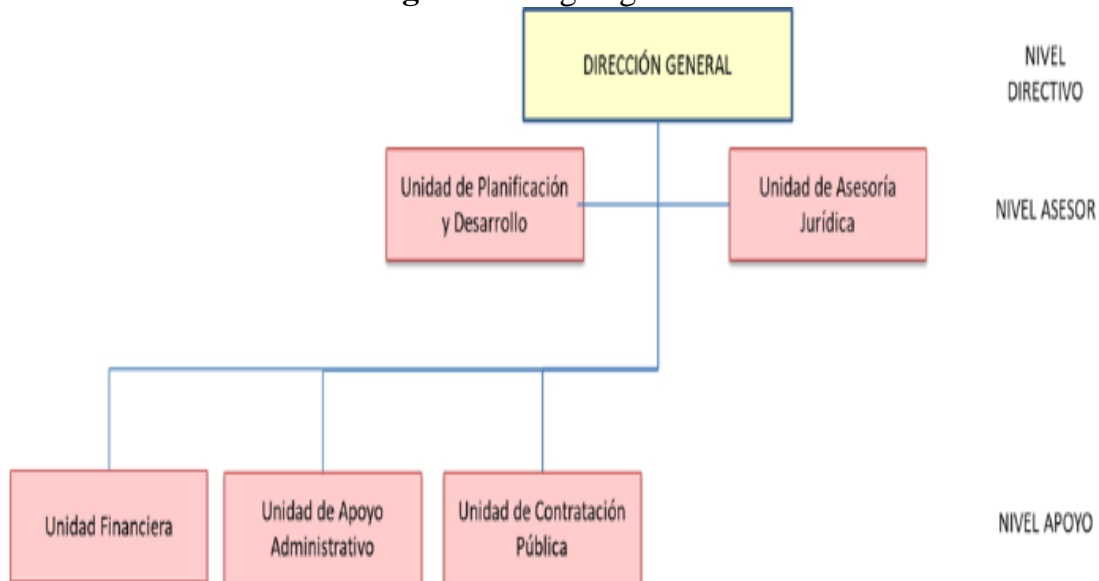 DIRECCIÓN GENERAL
NIVEL
DIRECTIVO
Unidad de Planificación
y Desarrollo
Unidad de Asesoría
Jurídica
NIVEL ASESOR
Unidad Financiera
Unidad de Apoyo
Administrativo
Unidad de Contratación
Pública
NIVEL APOYO